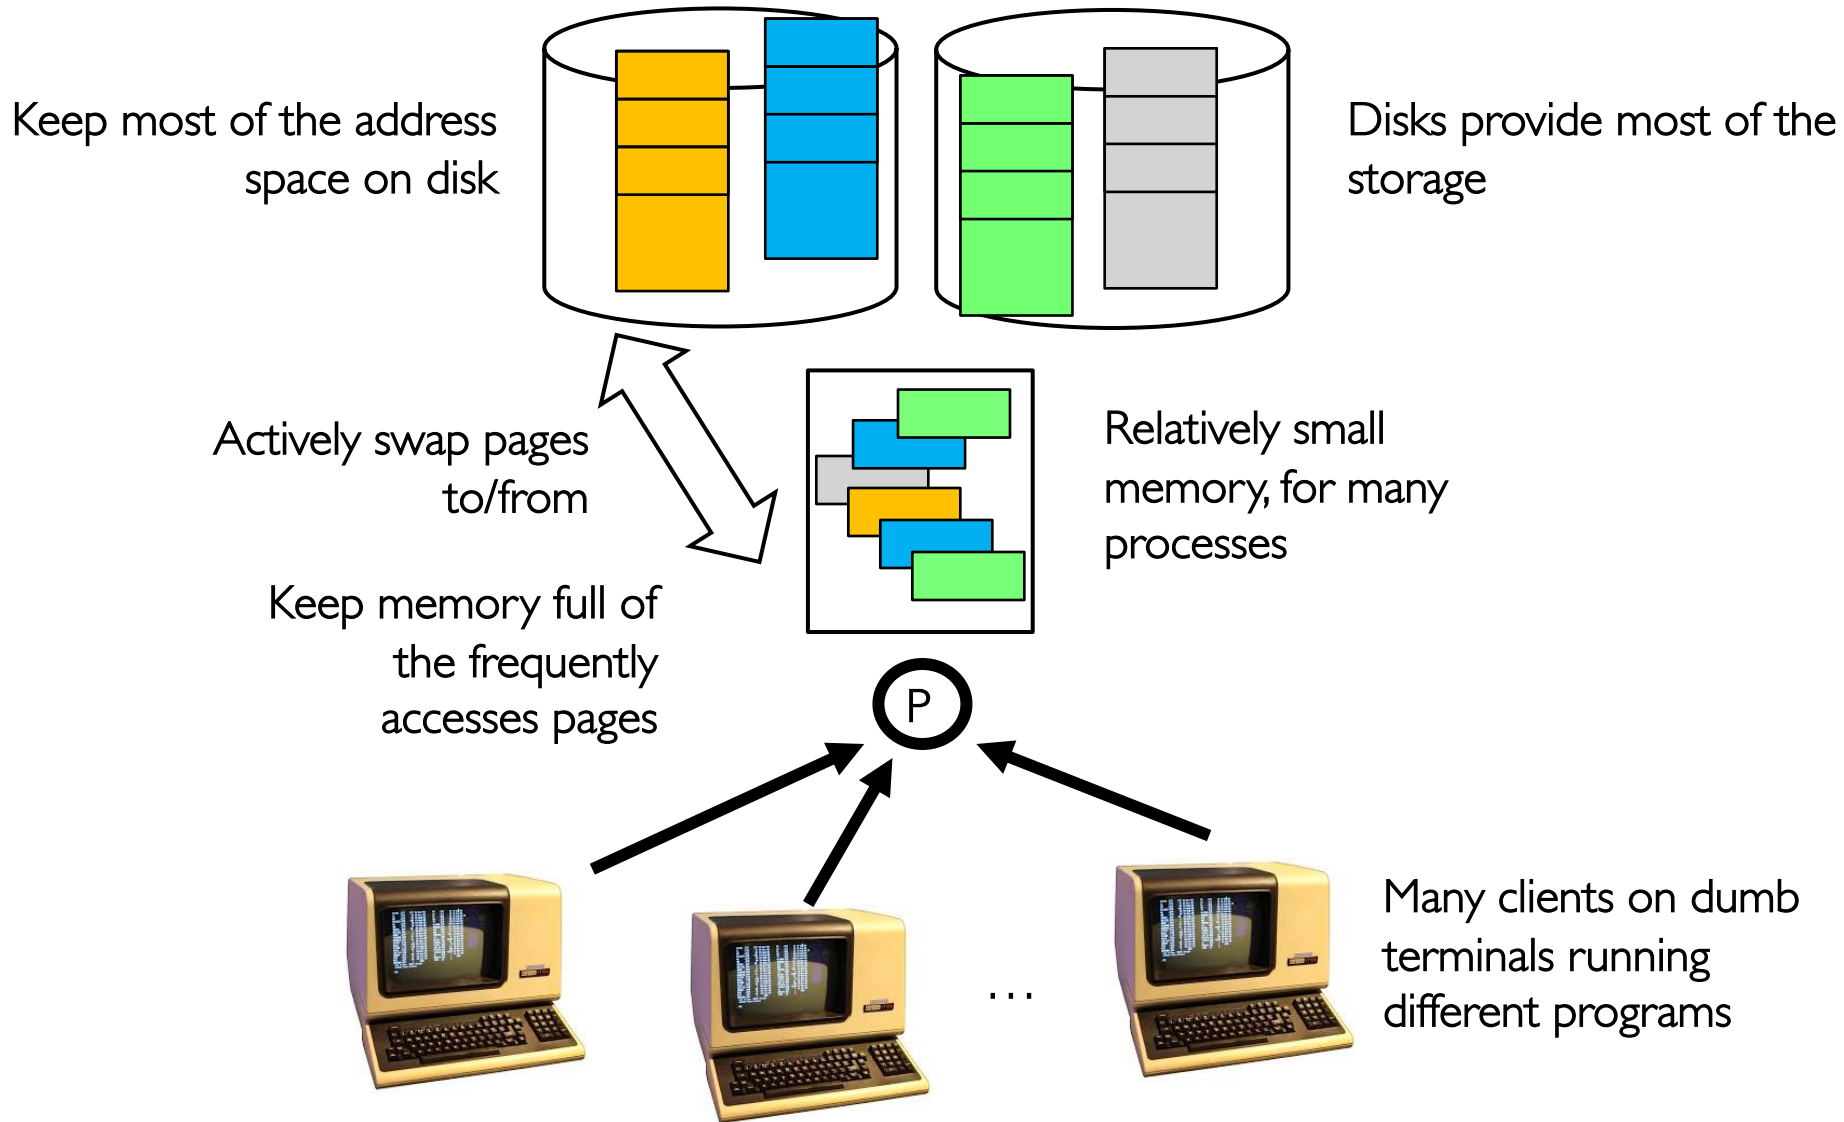 Keep most of the address
space on disk
Disks provide most of the
storage
Actively swap pages
to/from
Relatively small
memory, for many
processes
Keep memory full of
the frequently
accesses pages
P
...
Many clients on dumb
terminals running
different programs